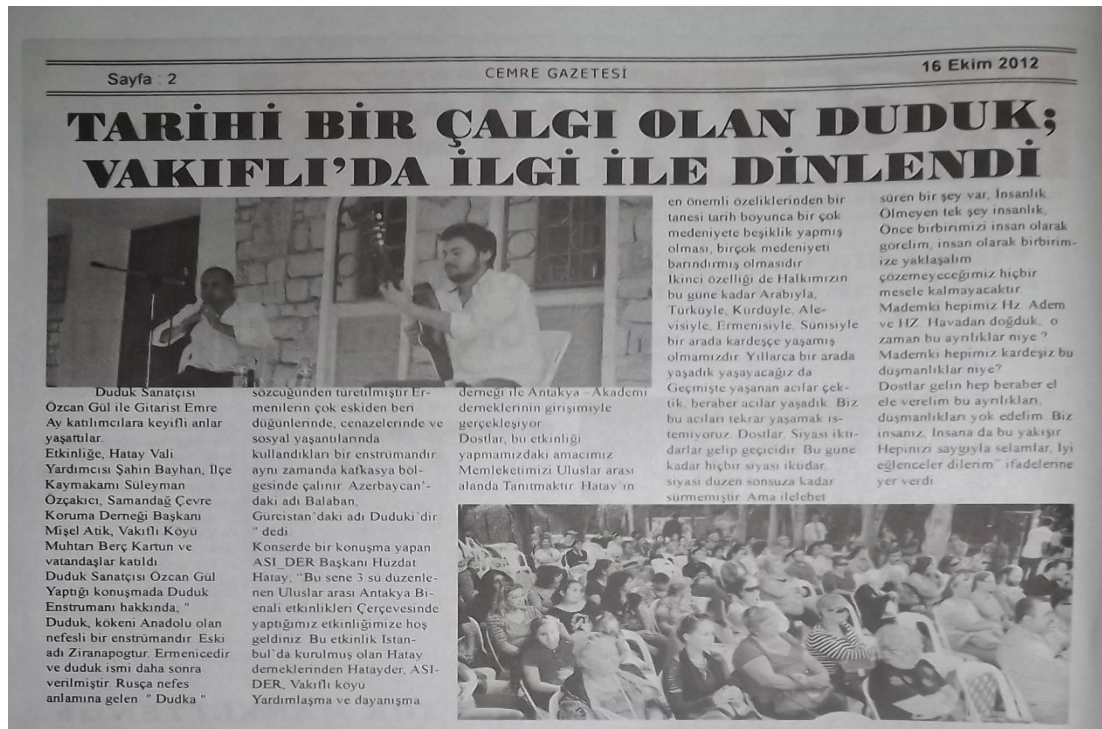 Sayfa : 2
CEMRE GAZETESİ
16 Ekim 2012
TARİHİ BİR ÇALGI OLAN DUDUK;
VAKIFLI'DA İLGİ İLE DİNLENDİ
Duduk Sanatçısı
Özcan Gül ile Gitarist Emre
Ay katılımcılara keyifli anlar
yaşattılar.
Etkinliğe, Hatay Vali
Yardımcısı Şahin Bayhan, İlçe
Kaymakamı Süleyman
Özçakıcı, Samandağ Çevre
Koruma Derneği Başkanı
Mişel Atik, Vakıflı Köyü
Muhtarı Berç Kartun ve
vatandaşlar katıldı
Duduk Sanatçısı Özcan Gül
Yaptığı konuşmada Duduk
Enstrumanı hakkında, "
Duduk, kökeni Anadolu olan
nefesli bir enstrümandır. Eski
adı Ziranapogtur. Ermenicedir
ve duduk ismi daha sonra
verilmiştir. Rusça nefes
anlamına gelen " Dudka "
sözcüğünden türetilmiştir Er-
menilerin çok eskiden beri
düğünlerinde, cenazelerinde ve
sosyal yaşantılarında
kullandıkları bir enstrumandır.
aynı zamanda kafkasya böl-
gesinde çalınır. Azerbaycan'-
daki adı Balaban,
Gürcistan'daki adı Duduki'dir
" dedi.
Konserde bir konuşma yapan
ASI_DER Başkanı Hüzdat
Hatay, "Bu sene 3.sü düzenle-
nen Uluslar arası Antakya Bi-
enali etkinlikleri Çerçevesinde
yaptığımız etkinliğimize hoş
geldiniz. Bu etkinlik Istan-
bul'da kurulmuş olan Hatay
derneklerinden Hatayder, ASI-
DER, Vakıflı köyü
Yardımlaşma ve dayanışma
derneği ile Antakya –Akademi
derneklerinin girişimiyle
gerçekleşiyor
Dostlar, bu etkinliği
yapmamızdaki amacımız
Memleketimizi Uluslar arası
alanda Tanıtmaktır. Hatay'ın
en önemli özeliklerinden bir
tanesi tarih boyunca bir çok
medeniyete beşiklik yapmış
olması, birçok medeniyeti
barındırmış olmasıdır
Ikinci özelliği de Halkımızın
bu güne kadar Arabıyla,
Türküyle, Kürdüyle, Ale-
visiyle, Ermenisiyle, Sunisiyle
bir arada kardeşçe yaşamış
olmamızdır. Yıllarca bir arada
yaşadık yaşayacağız da
Geçmişte yaşanan acılar çek-
tik, beraber acılar yaşadık. Biz
bu acıları tekrar yaşamak is-
temiyoruz. Dostlar, Siyasi ikti-
darlar gelip geçicidir. Bu güne
kadar hiçbir siyasi iktidar,
siyasi düzen sonsuza kadar
sürmemiştir. Ama ilelebet
süren bir şey var, İnsanlık.
Ölmeyen tek şey insanlık,
Önce birbirimizi insan olarak
görelim, insan olarak birbirim-
ize yaklaşalım
çözemeyeceğimiz hiçbir
mesele kalmayacaktır
Mademki hepimiz Hz. Adem
ve HZ. Havadan doğduk, o
zaman bu ayrılıklar niye ?
Mademki hepimiz kardeşiz bu
düşmanlıklar niye?
Dostlar gelin hep beraber el
ele verelim bu ayrılıkları,
düşmanlıkları yok edelim. Biz
insanız, İnsana da bu yakışır.
Hepinizi saygıyla selamlar, İyi
eğlenceler dilerim" ifadelerine
yer verdi.